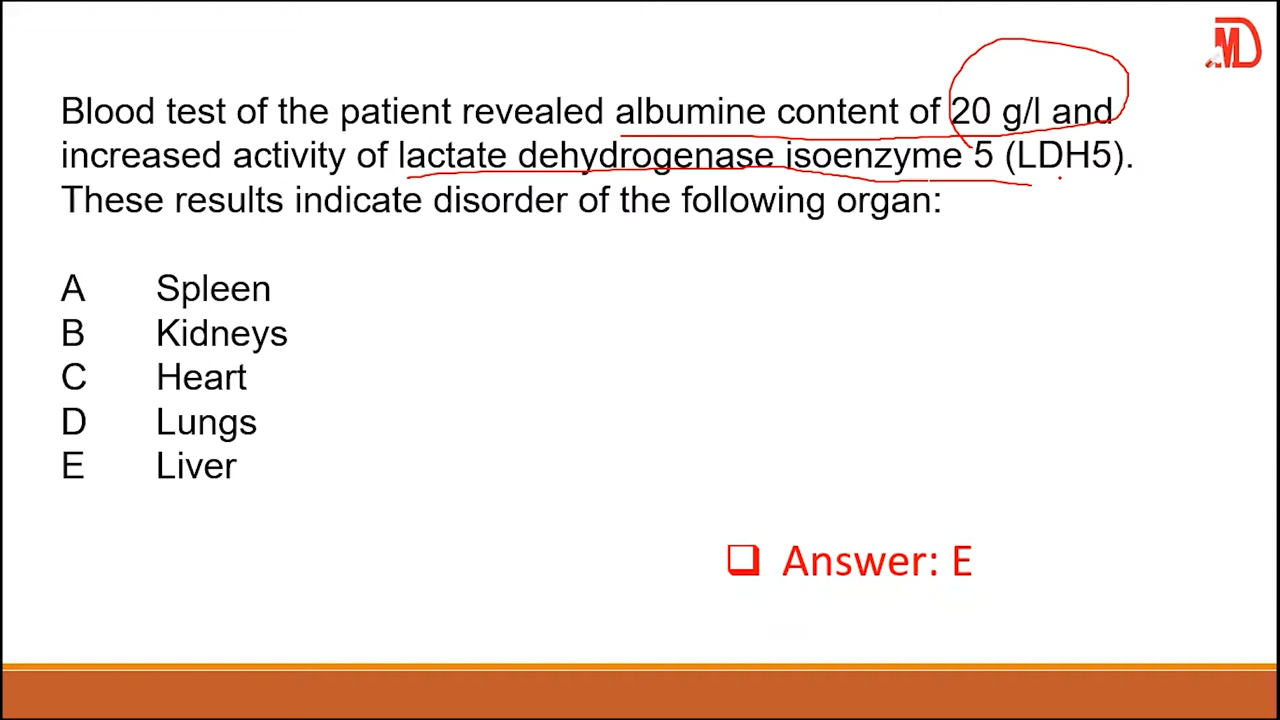 Blood test of the patient revealed albumine content of 20 g/l and
increased activity of lactate dehydrogenase isoenzyme 5 (LDH5).
These results indicate disorder of the following organ:
A Spleen
B Kidneys
C Heart
D Lungs
E Liver
❑ Answer: E